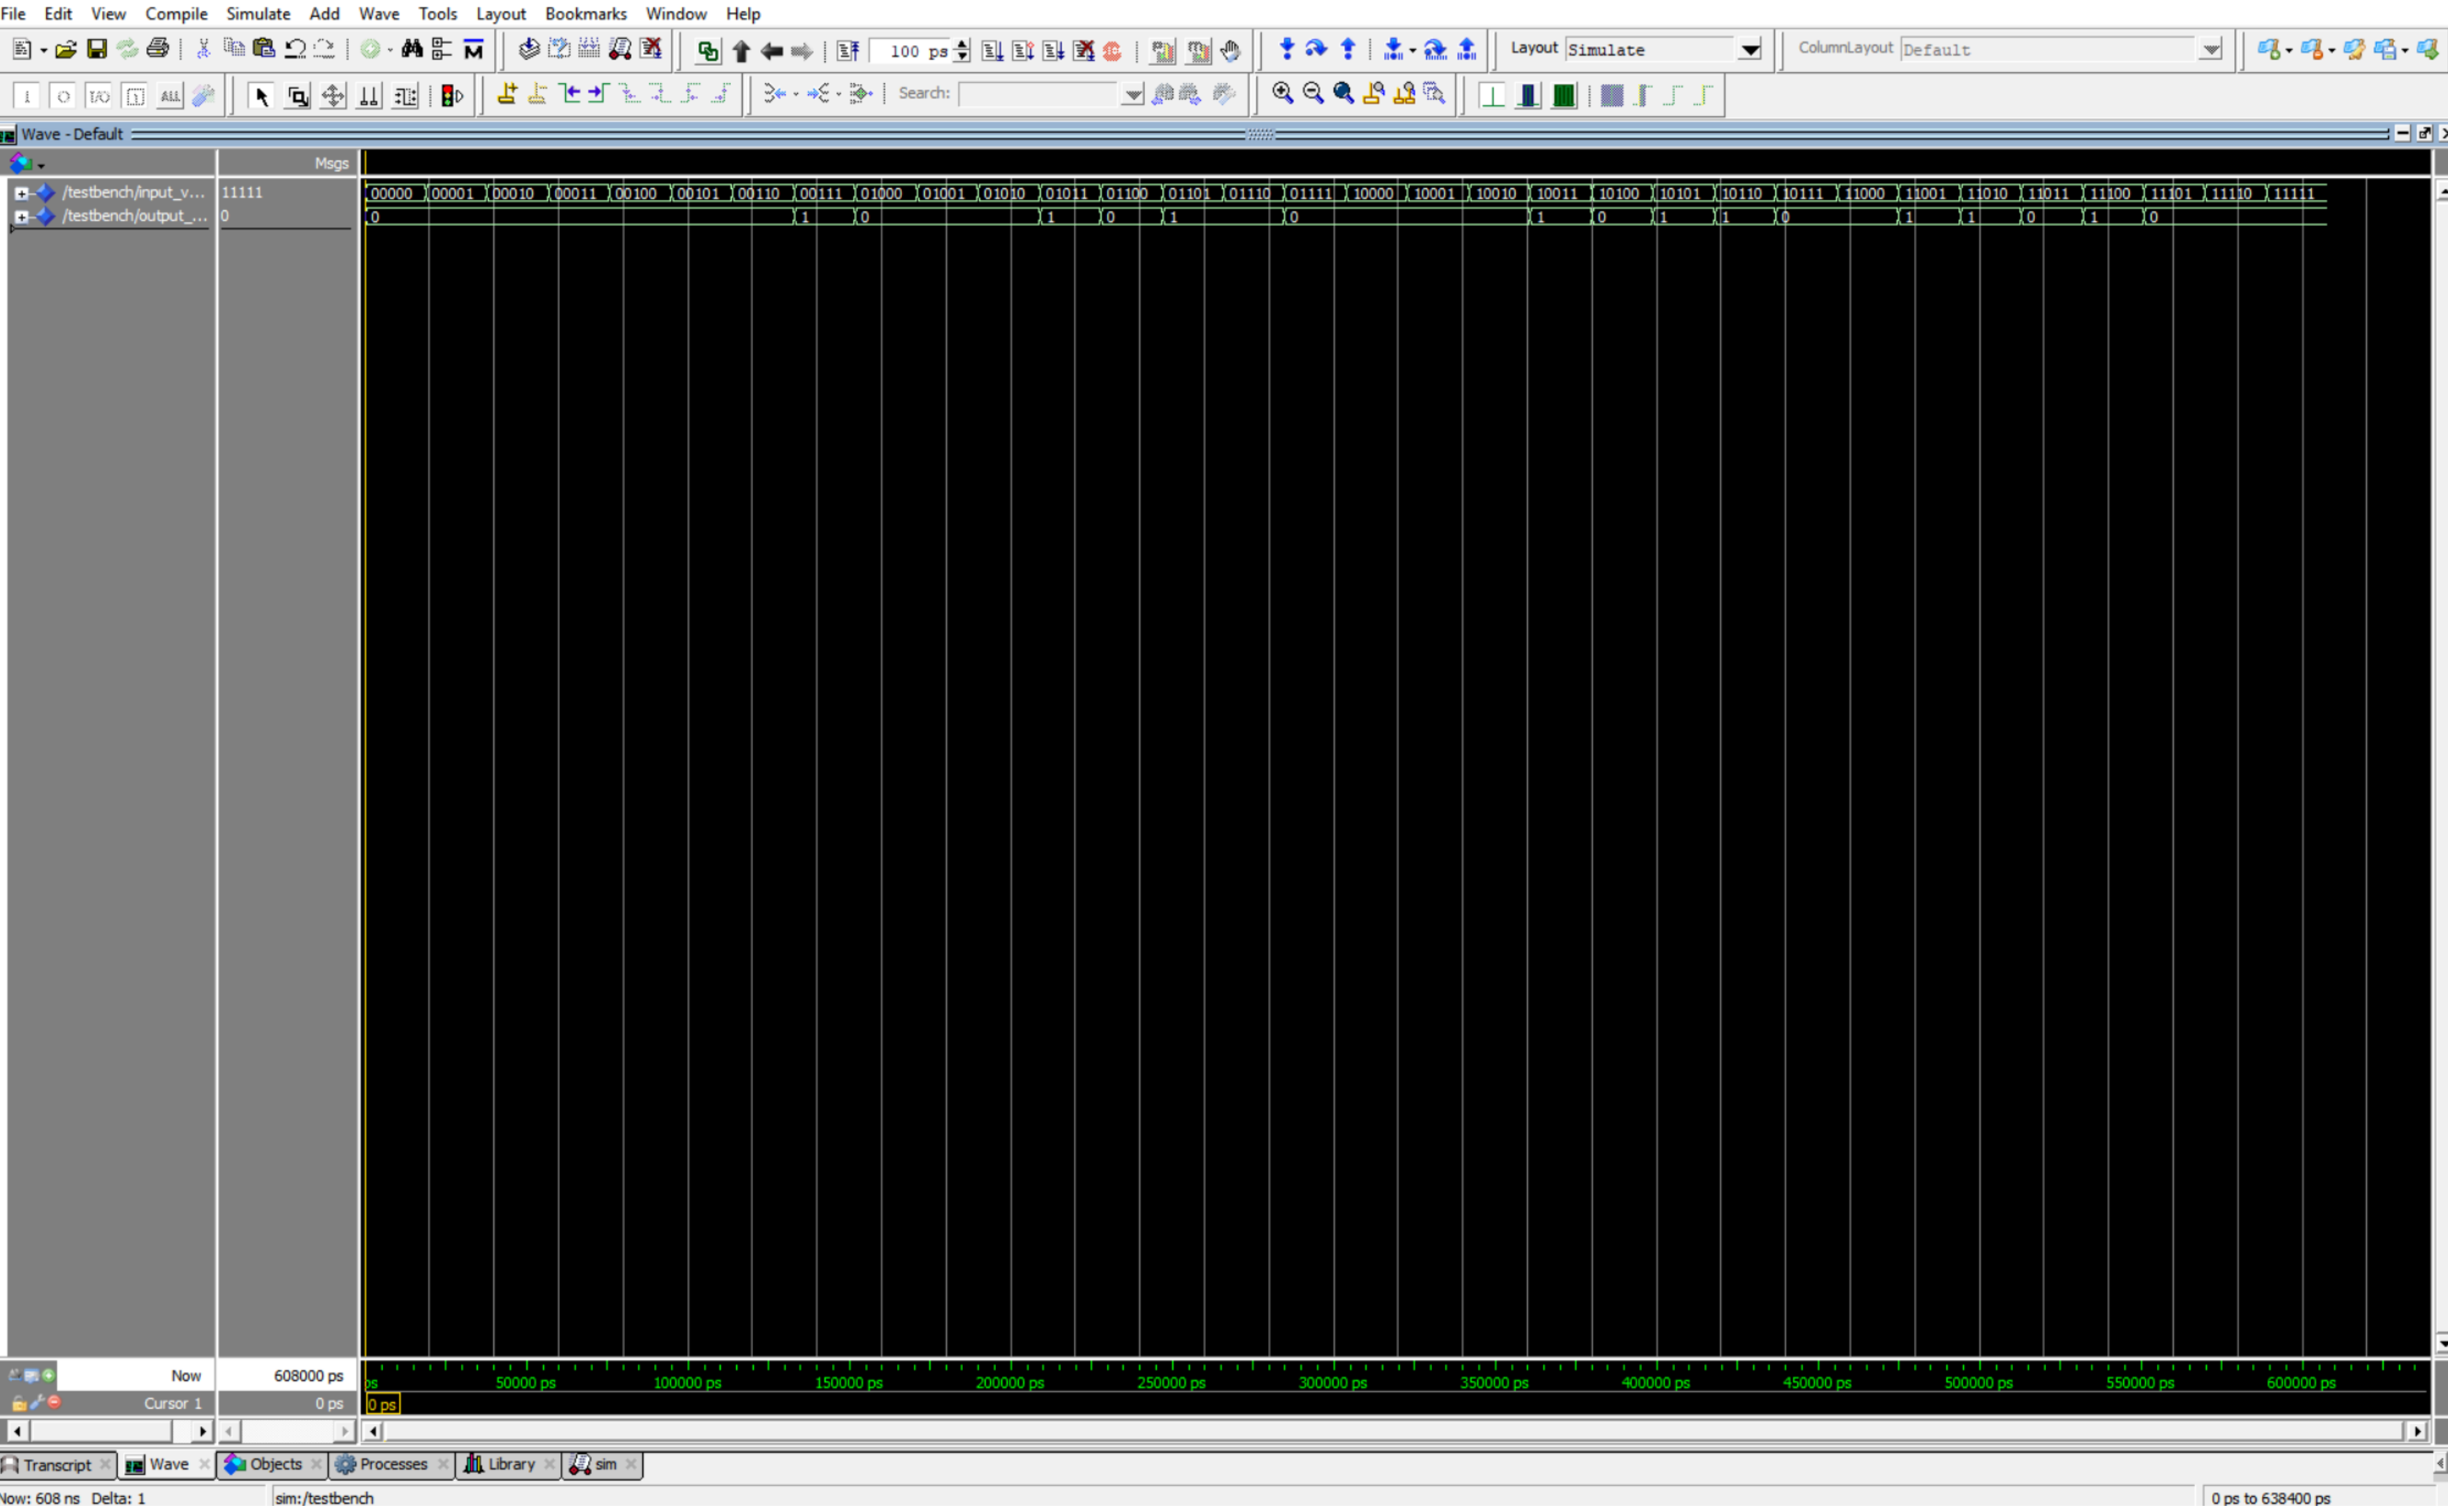 File Edit View Compile Simulate Add Wave Tools Layout Bookmarks Window Help
100 ps Layout Simulate ColumnLayout Default
ALL Search:
Wave - Default
Msgs
/testbench/input_v... 11111 00000 00001 00010 00011 00100 00101 00110 00111 01000 01001 01010 01011 01100 01101 01110 01111 10000 10001 10010 10011 10100 10101 10110 10111 11000 11001 11010 11011 11100 11101 11110 11111
/testbench/output_... 0 0 1 0 1 0 1 0 1 0 1 1 0 1 1 0 1 0
Now 608000 ps ps 50000 ps 100000 ps 150000 ps 200000 ps 250000 ps 300000 ps 350000 ps 400000 ps 450000 ps 500000 ps 550000 ps 600000 ps
Cursor 1 0 ps 0 ps
Transcript Wave Objects Processes Library sim
Now: 608 ns Delta: 1 sim:/testbench 0 ps to 638400 ps